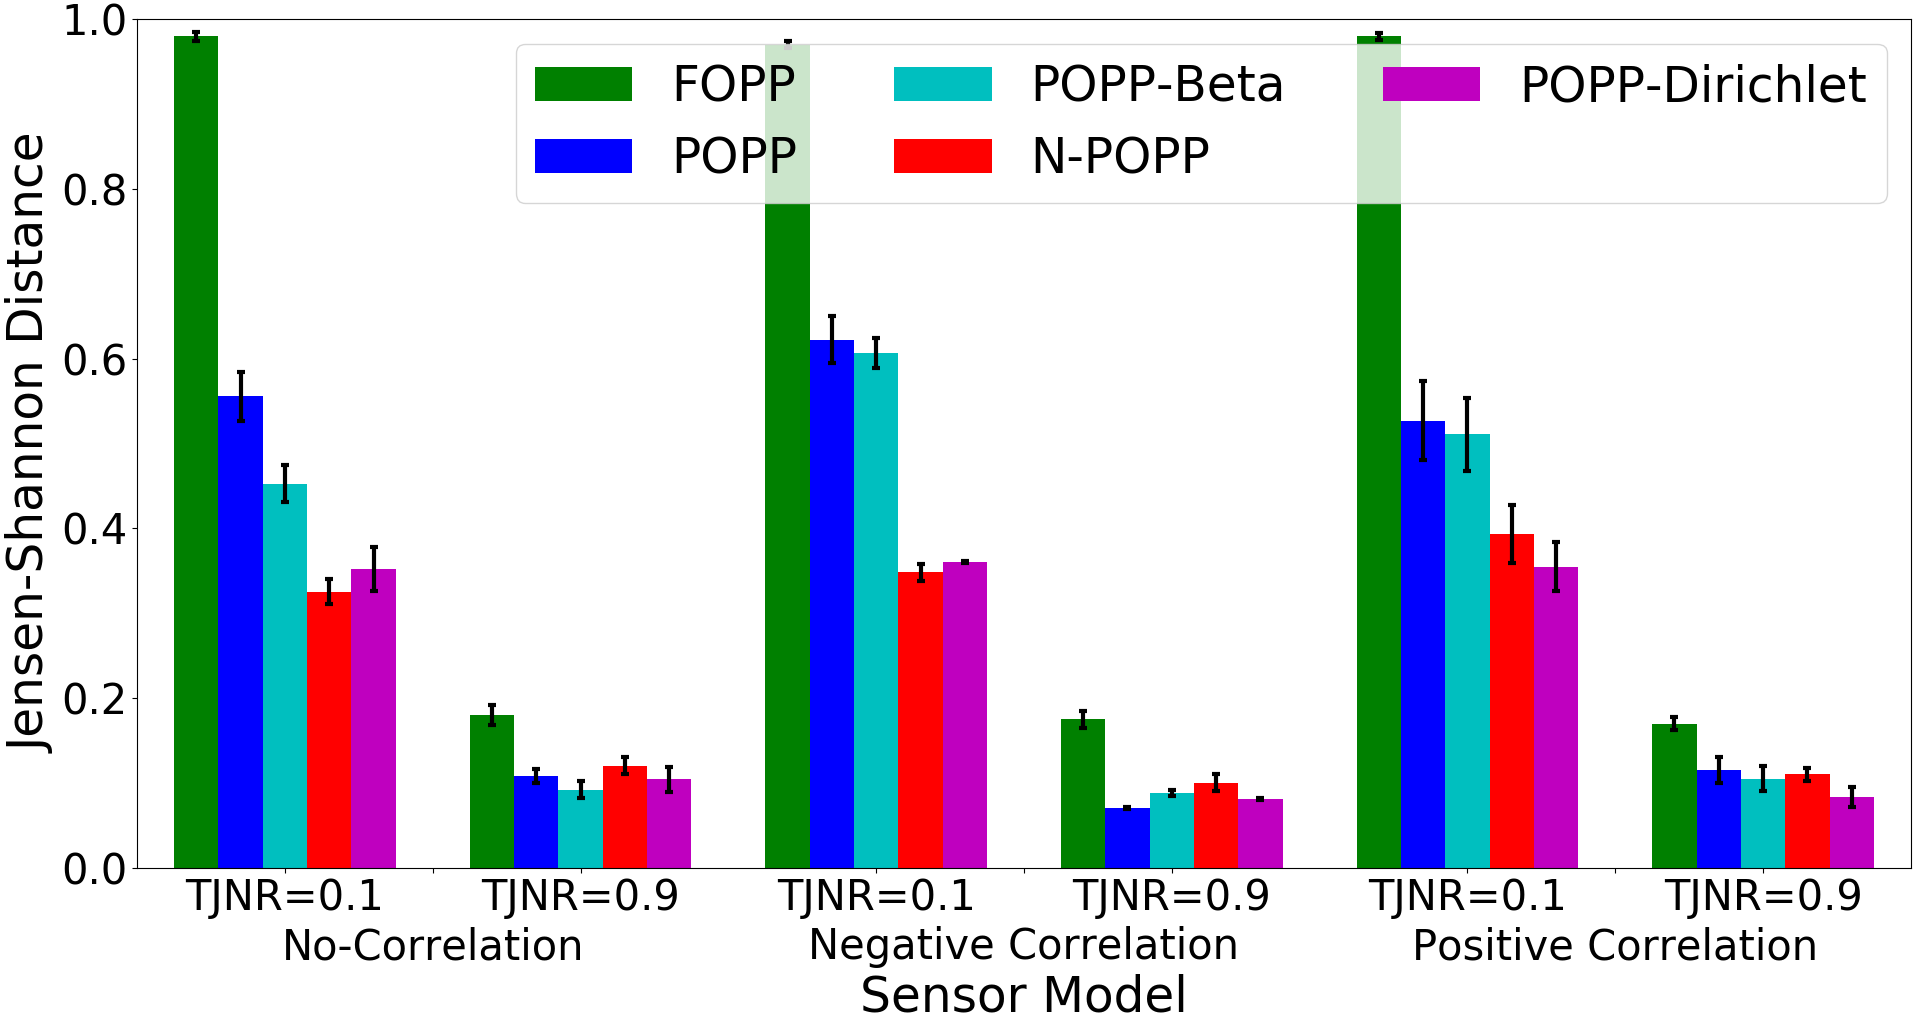 Jensen-Shannon Distance
1.0
0.8
0.6
0.4
0.2
0.0
FOPP
POPP
POPP-Beta
N-POPP
POPP-Dirichlet
TJNR=0.1 TJNR=0.9 TJNR=0.1 TJNR=0.9 TJNR=0.1 TJNR=0.9
No-Correlation Negative Correlation Positive Correlation
Sensor Model